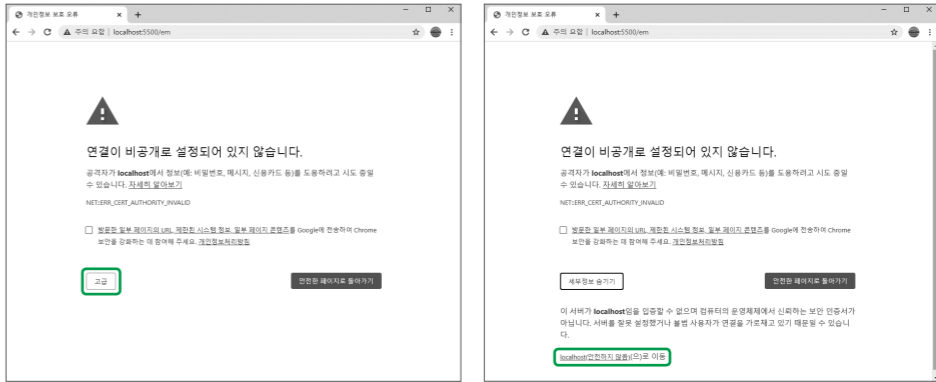 개인정보 보호 오류
주의 요함 | localhost:5500/em
연결이 비공개로 설정되어 있지 않습니다.
공격자가 localhost에서 정보(예: 비밀번호, 메시지, 신용카드 등)를 도용하려고 시도 중일
수 있습니다. 자세히 알아보기
NET::ERR_CERT_AUTHORITY_INVALID
방문한 일부 페이지의 URL, 제한된 시스템 정보, 일부 페이지 콘텐츠를 Google에 전송하여 Chrome
보안을 강화하는 데 참여해 주세요. 개인정보처리방침
고급
안전한 페이지로 돌아가기
개인정보 보호 오류
주의 요함 | localhost:5500/em
연결이 비공개로 설정되어 있지 않습니다.
공격자가 localhost에서 정보(예: 비밀번호, 메시지, 신용카드 등)를 도용하려고 시도 중일
수 있습니다. 자세히 알아보기
NET::ERR_CERT_AUTHORITY_INVALID
방문한 일부 페이지의 URL, 제한된 시스템 정보, 일부 페이지 콘텐츠를 Google에 전송하여 Chrome
보안을 강화하는 데 참여해 주세요. 개인정보처리방침
세부정보 숨기기
안전한 페이지로 돌아가기
이 서버가 localhost임을 입증할 수 없으며 컴퓨터의 운영체제에서 신뢰하는 보안 인증서가
아닙니다. 서버를 잘못 설정했거나 불법 사용자가 연결을 가로채고 있기 때문일 수 있습니
다.
localhost(안전하지 않음)(으)로 이동